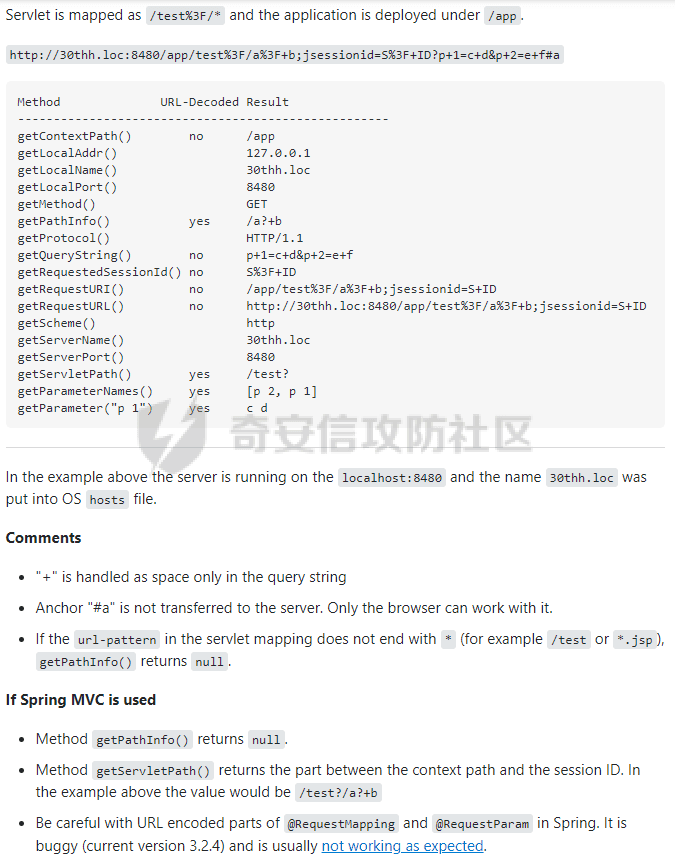 Servlet is mapped as /test%3F/* and the application is deployed under /app.
http://30thh.loc:8480/app/test%3F/a%3F+b;jsessionid=S%3F+ID?p+1=c+d&p+2=e+f#a
Method URL-Decoded Result
----------------------------------------------------
getContextPath() no /app
getLocalAddr() 127.0.0.1
getLocalName() 30thh.loc
getLocalPort() 8480
getMethod() GET
getPathInfo() yes /a?+b
getProtocol() HTTP/1.1
getQueryString() no p+1=c+d&p+2=e+f
getRequestedSessionId() no S%3F+ID
getRequestURI() no /app/test%3F/a%3F+b;jsessionid=S+ID
getRequestURL() no http://30thh.loc:8480/app/test%3F/a%3F+b;jsessionid=S+ID
getScheme() http
getServerName() 30thh.loc
getServerPort() 8480
getServletPath() yes /test?
getParameterNames() yes [p 2, p 1]
getParameter("p 1") yes c d
奇安信攻防社区
In the example above the server is running on the localhost:8480 and the name 30thh.loc was
put into OS hosts file.
Comments
• "+" is handled as space only in the query string
• Anchor "#a" is not transferred to the server. Only the browser can work with it.
• If the url-pattern in the servlet mapping does not end with * (for example /test or *.jsp),
getPathInfo() returns null.
If Spring MVC is used
• Method getPathInfo() returns null.
• Method getServletPath() returns the part between the context path and the session ID. In
the example above the value would be /test?/a?+b
• Be careful with URL encoded parts of @RequestMapping and @RequestParam in Spring. It is
buggy (current version 3.2.4) and is usually not working as expected.